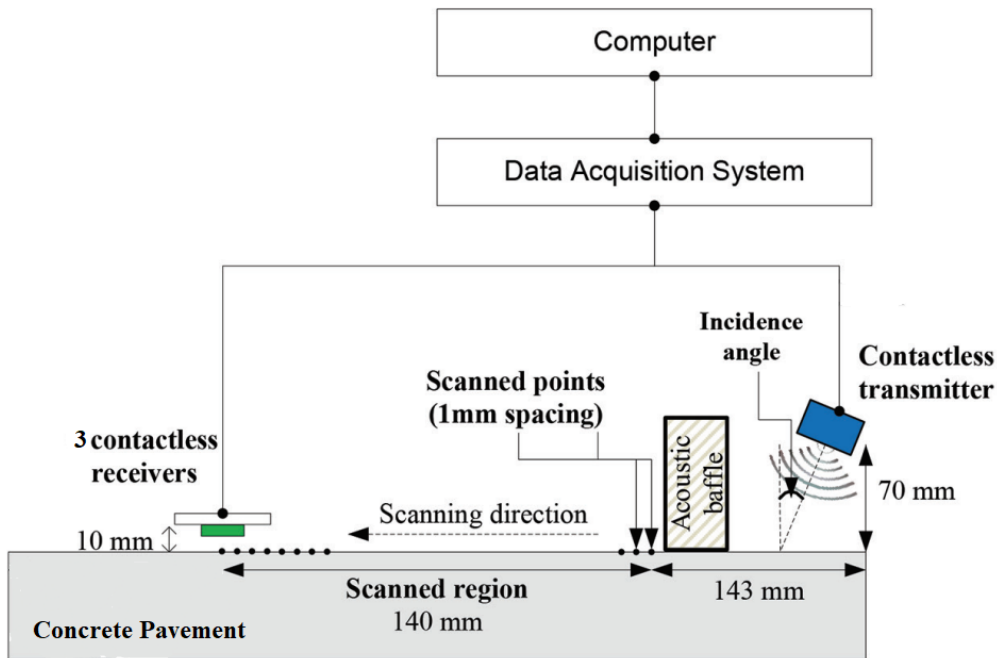 Computer
Data Acquisition System
Incidence
angle
Contactless
transmitter
Scanned points
(1mm spacing)
3 contactless
receivers
Acoustic
baffle
70 mm
Scanning direction
10 mm
Scanned region
140 mm
143 mm
Concrete Pavement